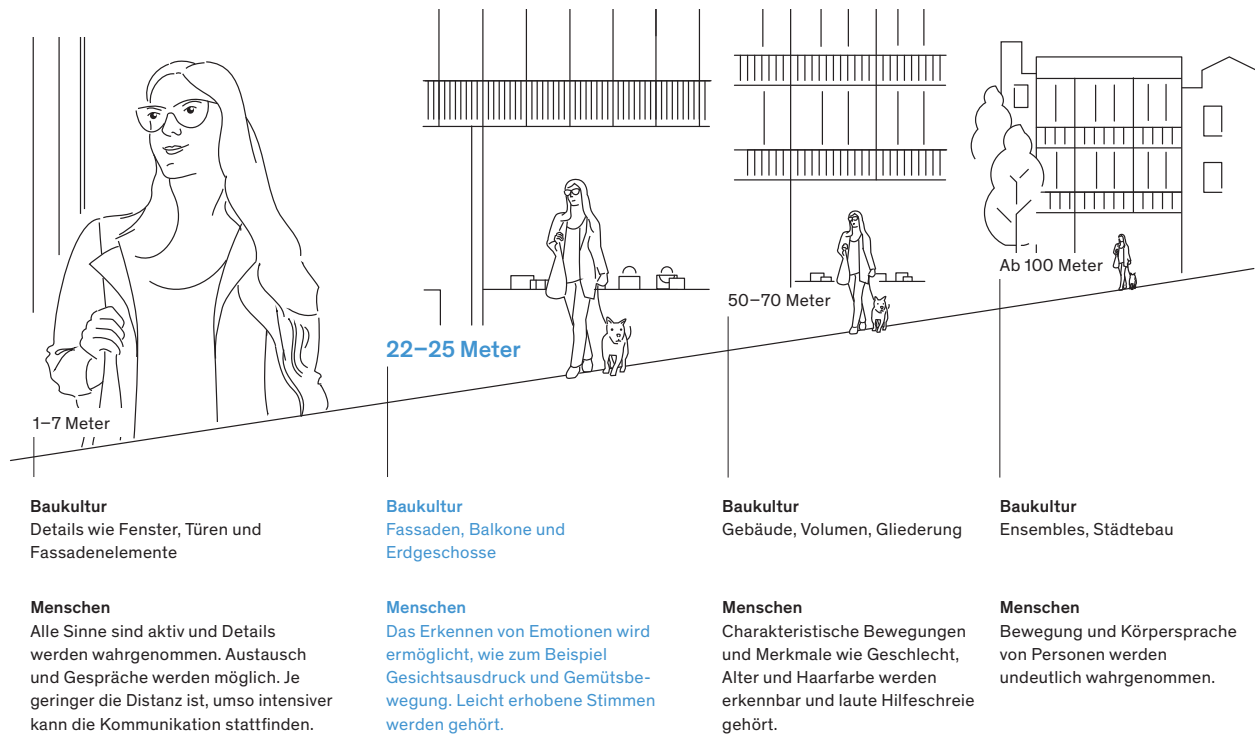 1–7 Meter
22–25 Meter
50–70 Meter
Ab 100 Meter
Baukultur
Details wie Fenster, Türen und
Fassadenelemente
Menschen
Alle Sinne sind aktiv und Details
werden wahrgenommen. Austausch
und Gespräche werden möglich. Je
geringer die Distanz ist, umso intensiver
kann die Kommunikation stattfinden.
Baukultur
Fassaden, Balkone und
Erdgeschosse
Menschen
Das Erkennen von Emotionen wird
ermöglicht, wie zum Beispiel
Gesichtsausdruck und Gemütsbe-
wegung. Leicht erhobene Stimmen
werden gehört.
Baukultur
Gebäude, Volumen, Gliederung
Menschen
Charakteristische Bewegungen
und Merkmale wie Geschlecht,
Alter und Haarfarbe werden
erkennbar und laute Hilfeschreie
gehört.
Baukultur
Ensembles, Städtebau
Menschen
Bewegung und Körpersprache
von Personen werden
undeutlich wahrgenommen.